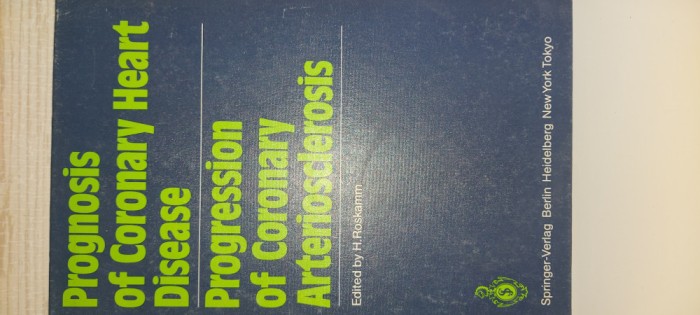 Prognosis
of Coronary Heart
Disease
Progression
of Coronary
Arteriosclerosis
Edited by H. Roskamm
Springer-Verlag Berlin Heidelberg New York Tokyo